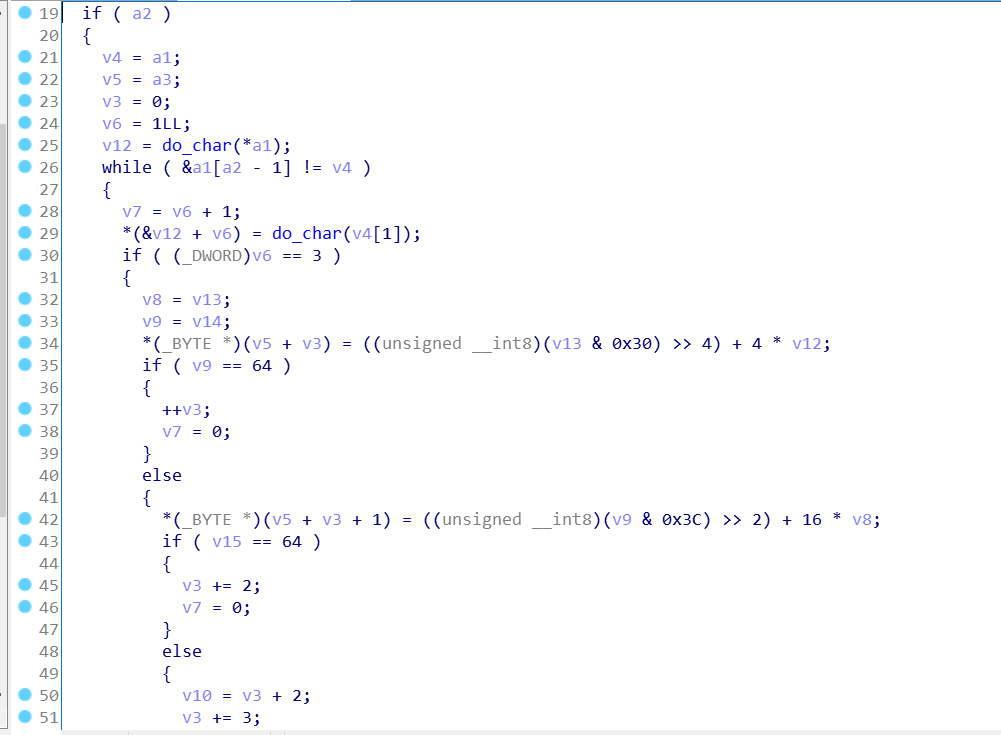 19 if ( a2 )
20 {
21 v4 = a1;
22 v5 = a3;
23 v3 = 0;
24 v6 = 1LL;
25 v12 = do_char(*a1);
26 while ( &a1[a2 - 1] != v4 )
27 {
28 v7 = v6 + 1;
29 *(&v12 + v6) = do_char(v4[1]);
30 if ( (_DWORD)v6 == 3 )
31 {
32 v8 = v13;
33 v9 = v14;
34 *(_BYTE *)(v5 + v3) = ((unsigned __int8)(v13 & 0x30) >> 4) + 4 * v12;
35 if ( v9 == 64 )
36 {
37 ++v3;
38 v7 = 0;
39 }
40 else
41 {
42 *(_BYTE *)(v5 + v3 + 1) = ((unsigned __int8)(v9 & 0x3C) >> 2) + 16 * v8;
43 if ( v15 == 64 )
44 {
45 v3 += 2;
46 v7 = 0;
47 }
48 else
49 {
50 v10 = v3 + 2;
51 v3 += 3;